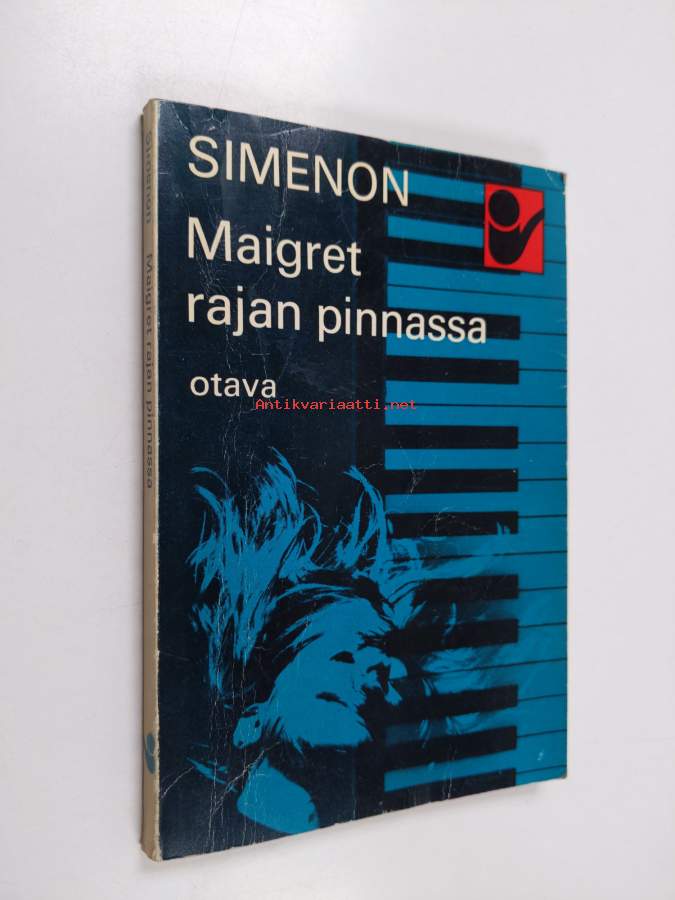 SIMENON
Maigret
rajan pinnassa
otava
Antikvariaatti.net
Simenon Maigret rajan pinnassa